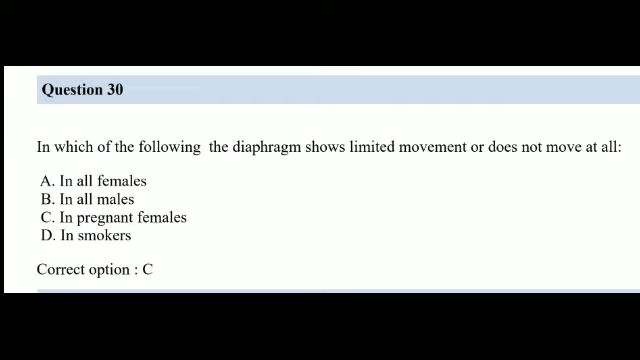 Question 30
In which of the following the diaphragm shows limited movement or does not move at all:
A. In all females
B. In all males
C. In pregnant females
D. In smokers
Correct option : C